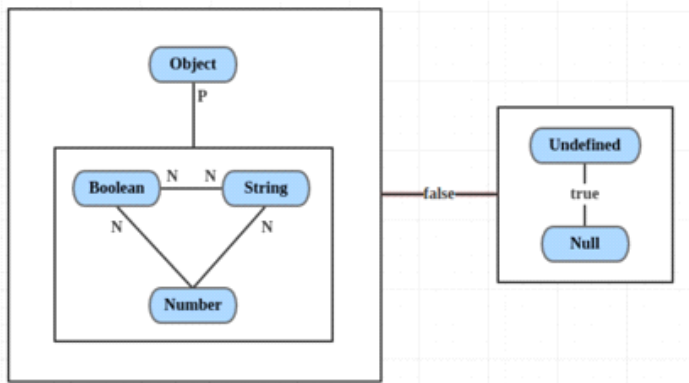 Object
P
Boolean
N
N
String
N
N
Number
false
Undefined
true
Null